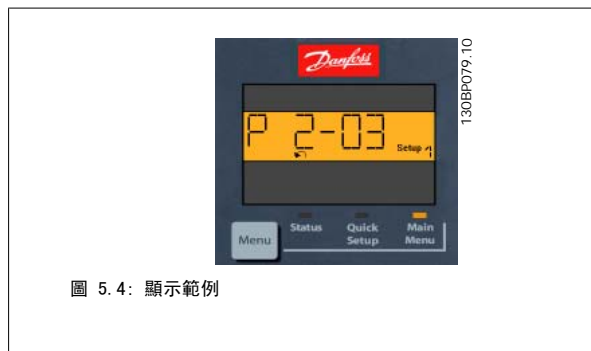 Danfoss
130BP079.10
P 2-03
Setup 1
Menu
Status
Quick Setup
Main Menu
圖 5.4: 顯示範例